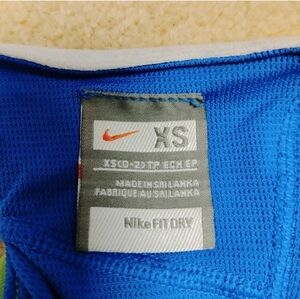 XS
XS(0-2)TP ECH EP
MADE IN SRI LANKA
FABRIQUE AU SRI LANKA
Nike FIT DRY